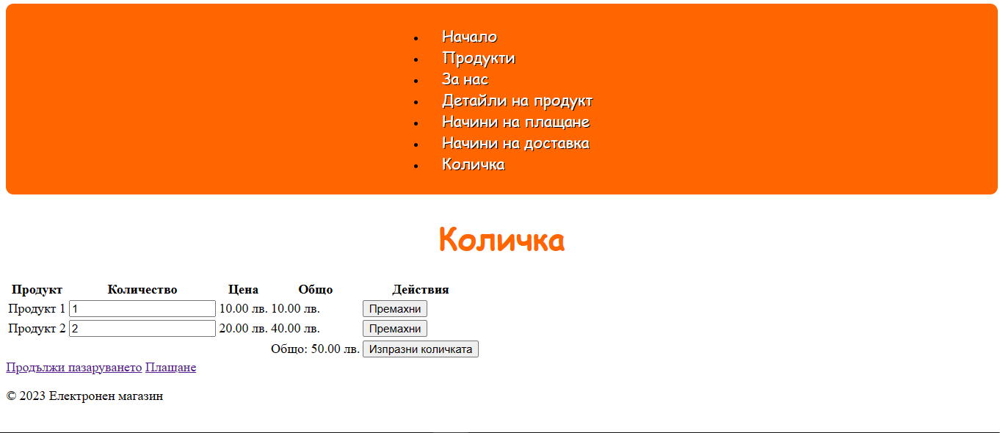 Начало
Продукти
За нас
Детайли на продукт
Начини на плащане
Начини на доставка
Количка
Количка
Продукт Количество Цена Общо Действия
Продукт 1 1 10.00 лв. 10.00 лв. Премахни
Продукт 2 2 20.00 лв. 40.00 лв. Премахни
Общо: 50.00 лв. Изпразни количката
Продължи пазаруването Плащане
© 2023 Електронен магазин